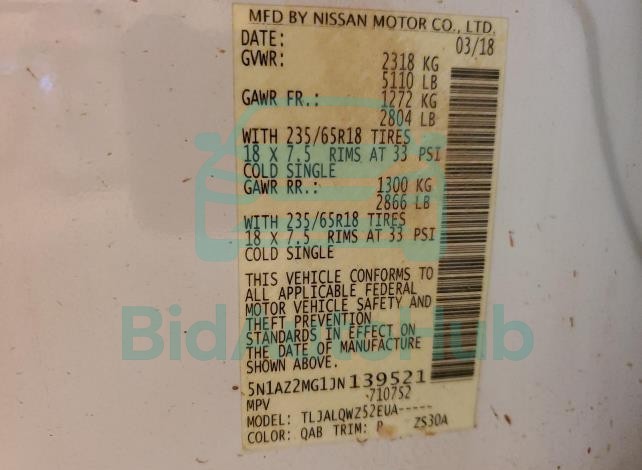 MFD BY NISSAN MOTOR CO., LTD.
DATE: 03/18
GVWR: 2318 KG
5110 LB
GAWR FR.: 1272 KG
2804 LB
WITH 235/65R18 TIRES
18 X 7.5 RIMS AT 33 PSI
COLD SINGLE
GAWR RR.: 1300 KG
2866 LB
WITH 235/65R18 TIRES
18 X 7.5 RIMS AT 33 PSI
COLD SINGLE
THIS VEHICLE CONFORMS TO
ALL APPLICABLE FEDERAL
MOTOR VEHICLE SAFETY AND
THEFT PREVENTION
STANDARDS IN EFFECT ON
THE DATE OF MANUFACTURE
SHOWN ABOVE.
BidAutoHub
5N1AZ2MG1JN139521
MPV 710752
MODEL: TLJALQWZ52EUA-----
COLOR: QAB TRIM: ZS30A